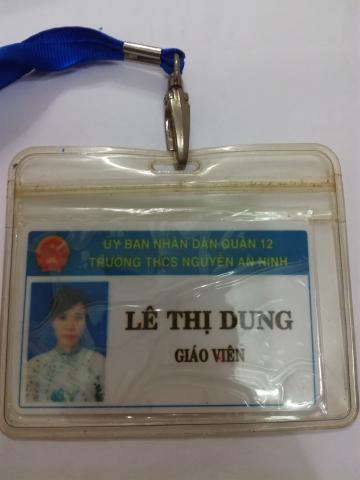 ỦY BAN NHÂN DÂN QUẬN 12
TRƯỜNG THCS NGUYỄN AN NINH
LÊ THỊ DUNG
GIÁO VIÊN